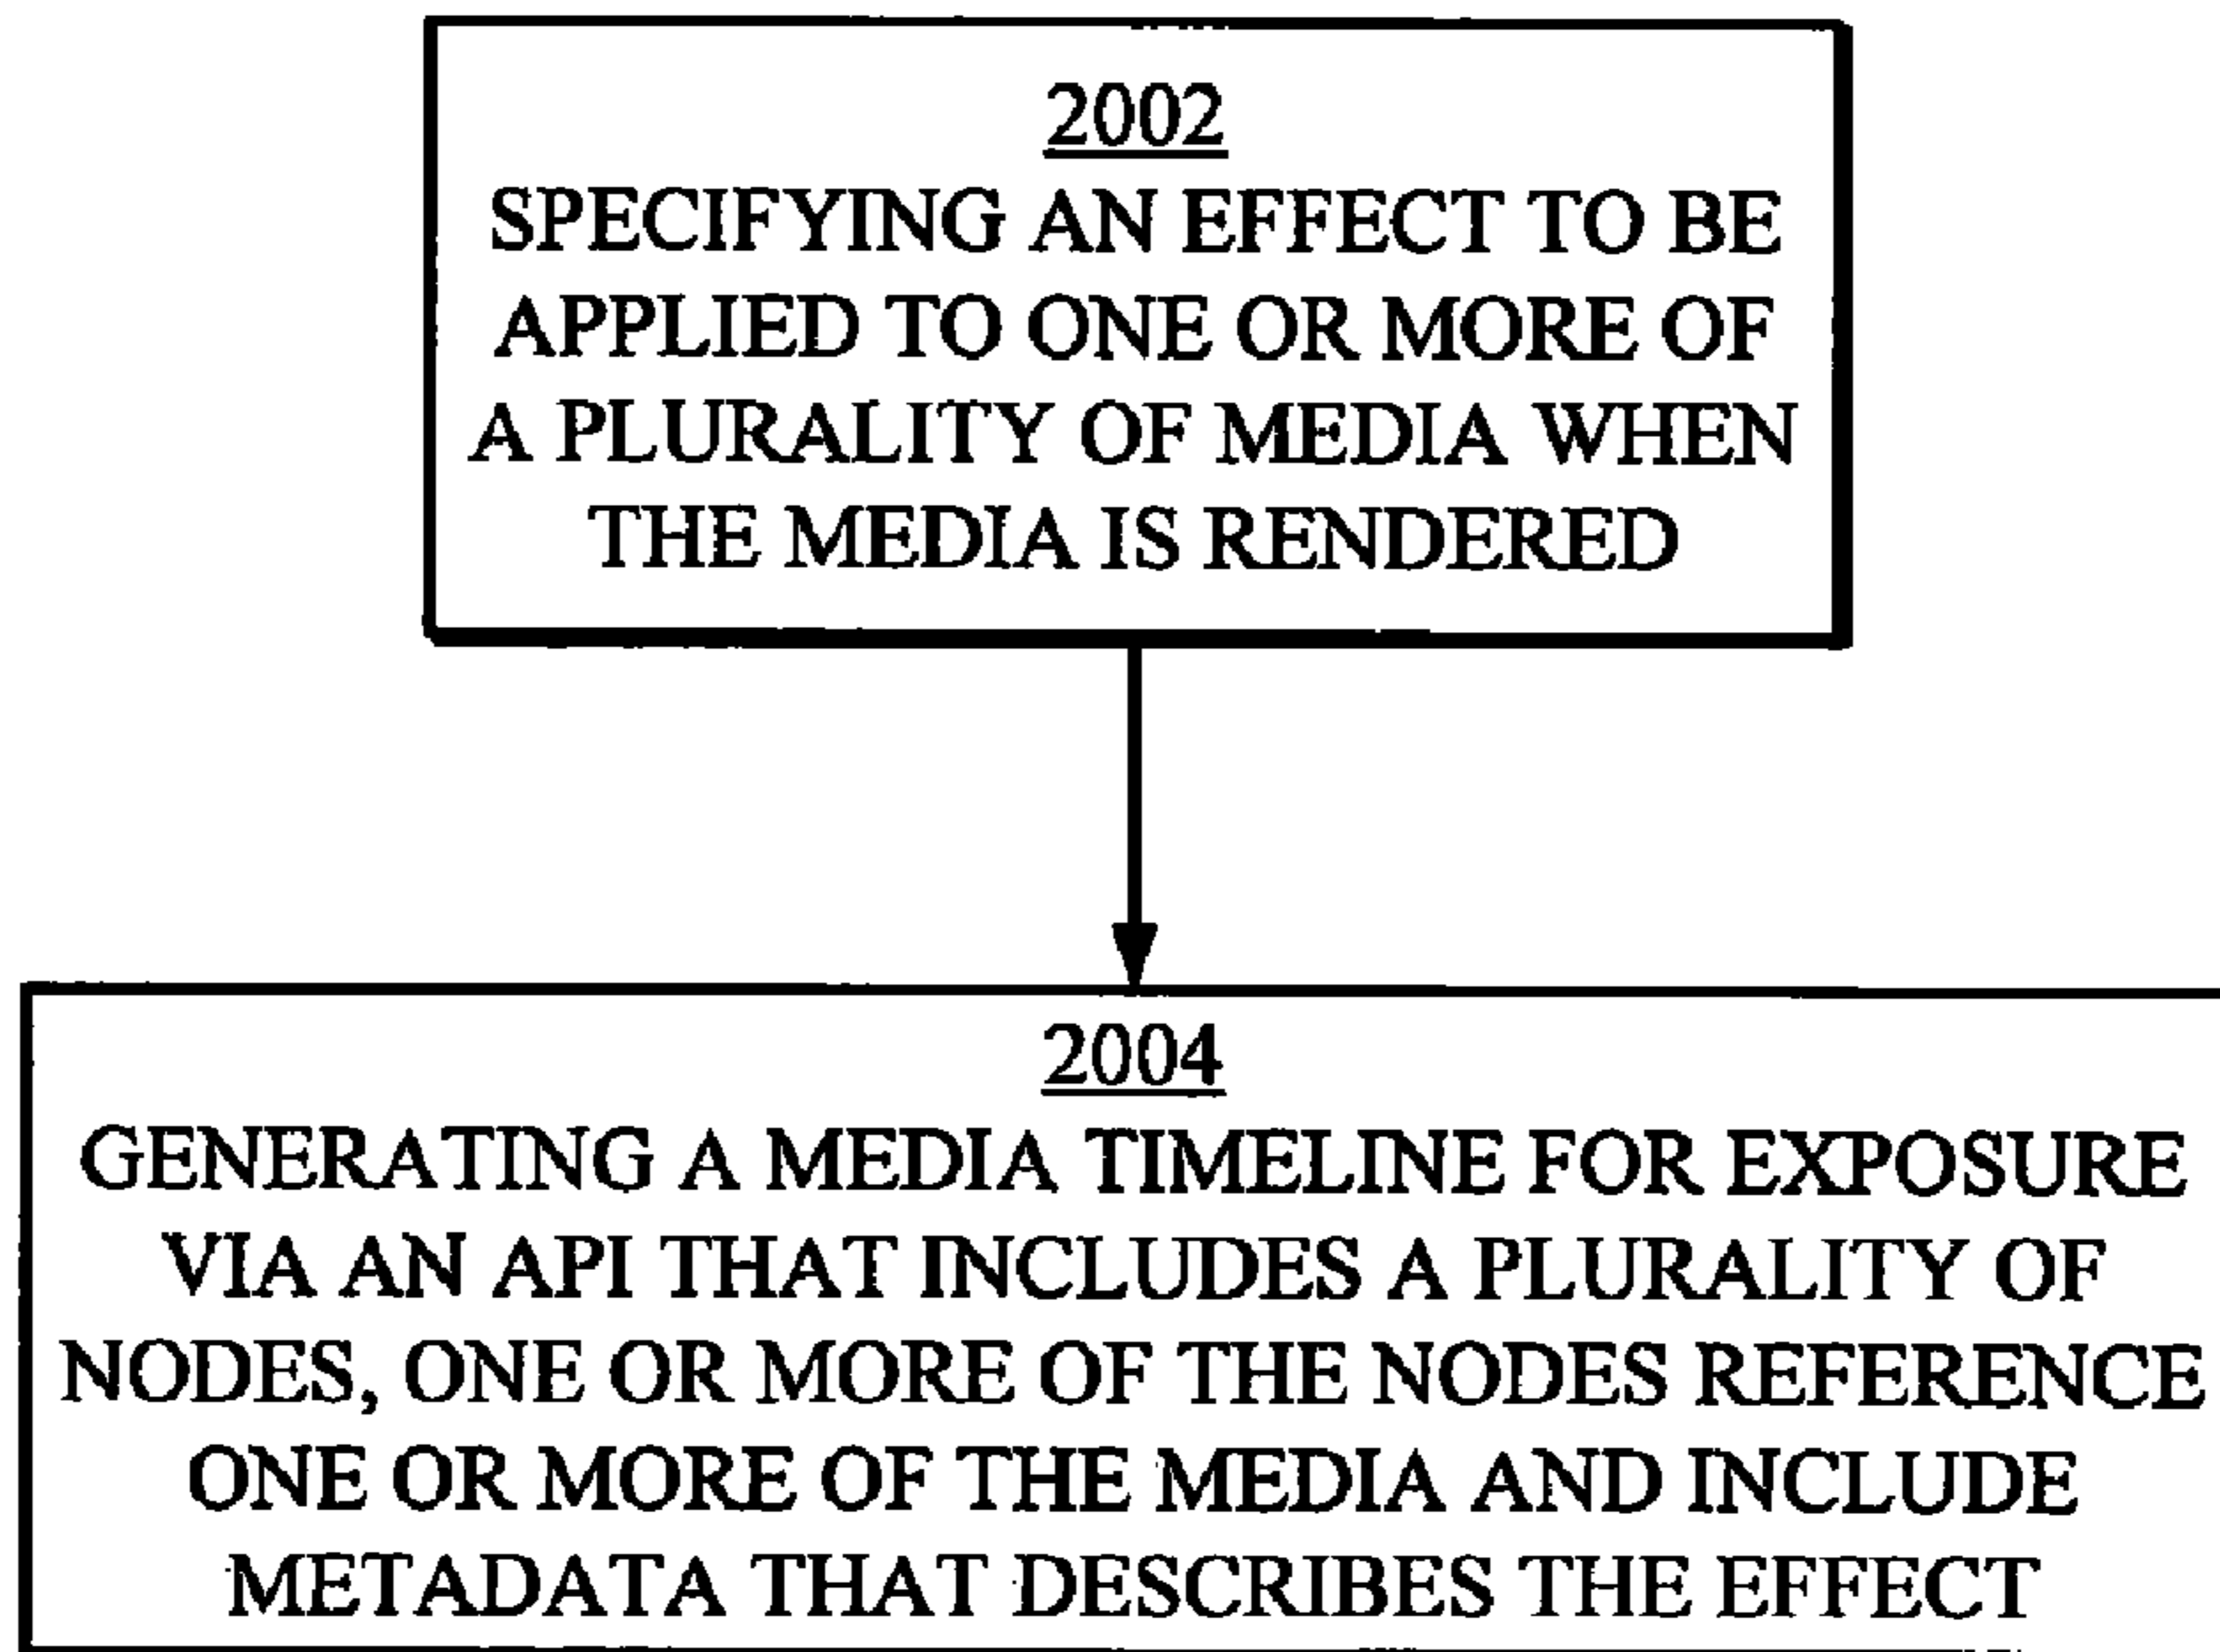 2002
SPECIFYING AN EFFECT TO BE
APPLIED TO ONE OR MORE OF
A PLURALITY OF MEDIA WHEN
THE MEDIA IS RENDERED
2004
GENERATING A MEDIA TIMELINE FOR EXPOSURE
VIA AN API THAT INCLUDES A PLURALITY OF
NODES, ONE OR MORE OF THE NODES REFERENCE
ONE OR MORE OF THE MEDIA AND INCLUDE
METADATA THAT DESCRIBES THE EFFECT